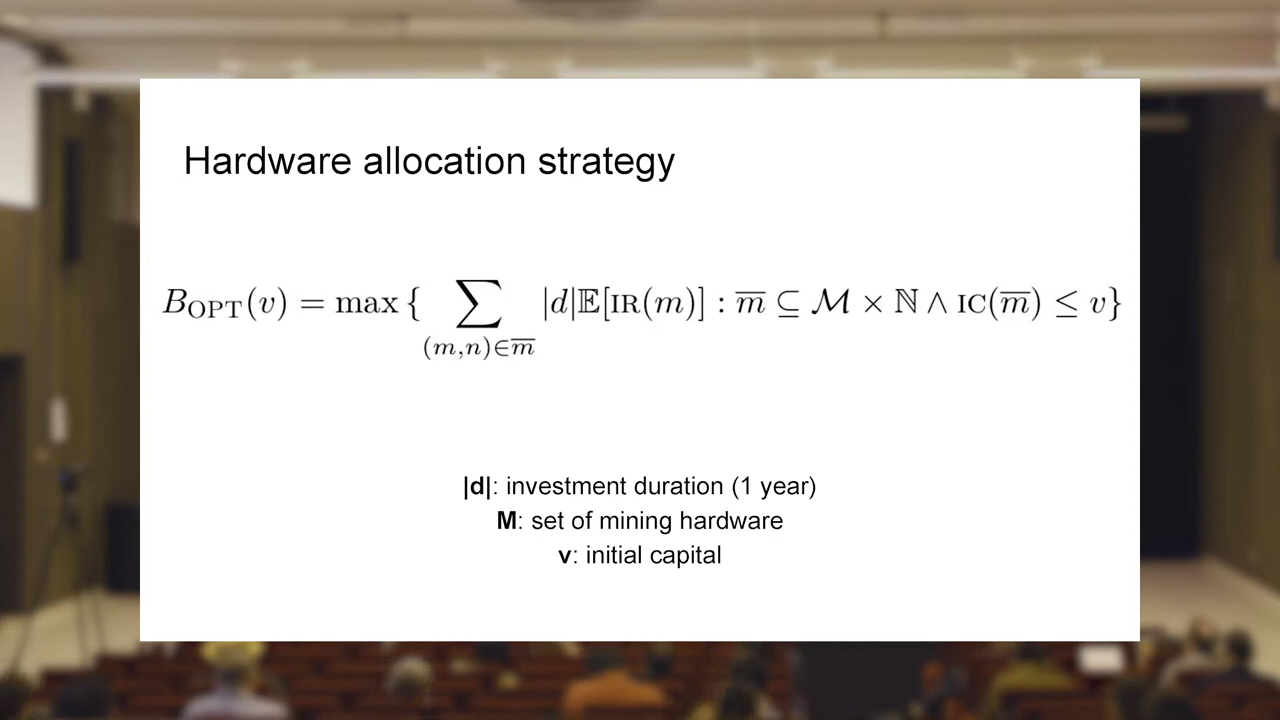 Hardware allocation strategy
B_OPT(v) = max { ∑_{(m,n)∈m̅} |d|𝔼[IR(m)] : m̅ ⊆ ℳ × ℕ ∧ IC(m̅) ≤ v}
|d|: investment duration (1 year)
M: set of mining hardware
v: initial capital